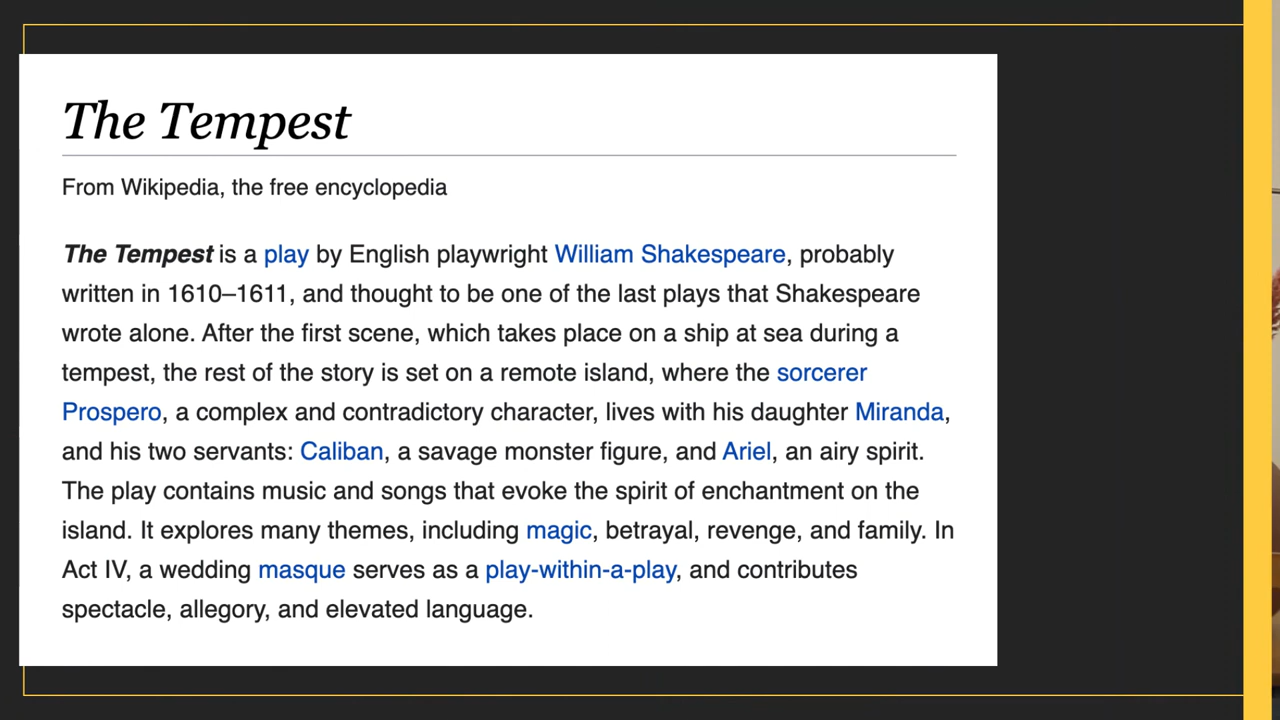 The Tempest
From Wikipedia, the free encyclopedia
The Tempest is a play by English playwright William Shakespeare, probably
written in 1610–1611, and thought to be one of the last plays that Shakespeare
wrote alone. After the first scene, which takes place on a ship at sea during a
tempest, the rest of the story is set on a remote island, where the sorcerer
Prospero, a complex and contradictory character, lives with his daughter Miranda,
and his two servants: Caliban, a savage monster figure, and Ariel, an airy spirit.
The play contains music and songs that evoke the spirit of enchantment on the
island. It explores many themes, including magic, betrayal, revenge, and family. In
Act IV, a wedding masque serves as a play-within-a-play, and contributes
spectacle, allegory, and elevated language.